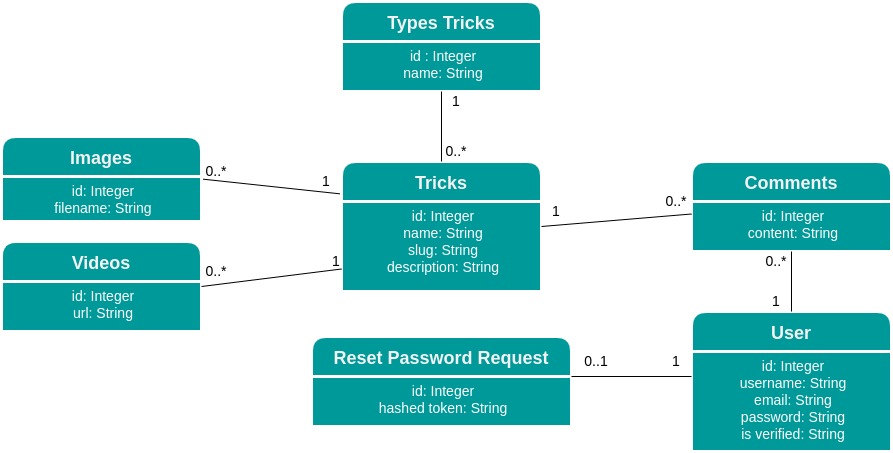 Types Tricks
id : Integer
name: String
1
0..*
Images
id: Integer
filename: String
0..*
1
Tricks
id: Integer
name: String
slug: String
description: String
1
0..*
Comments
id: Integer
content: String
Videos
id: Integer
url: String
0..*
1
0..*
1
User
id: Integer
username: String
email: String
password: String
is verified: String
Reset Password Request
id: Integer
hashed token: String
0..1
1